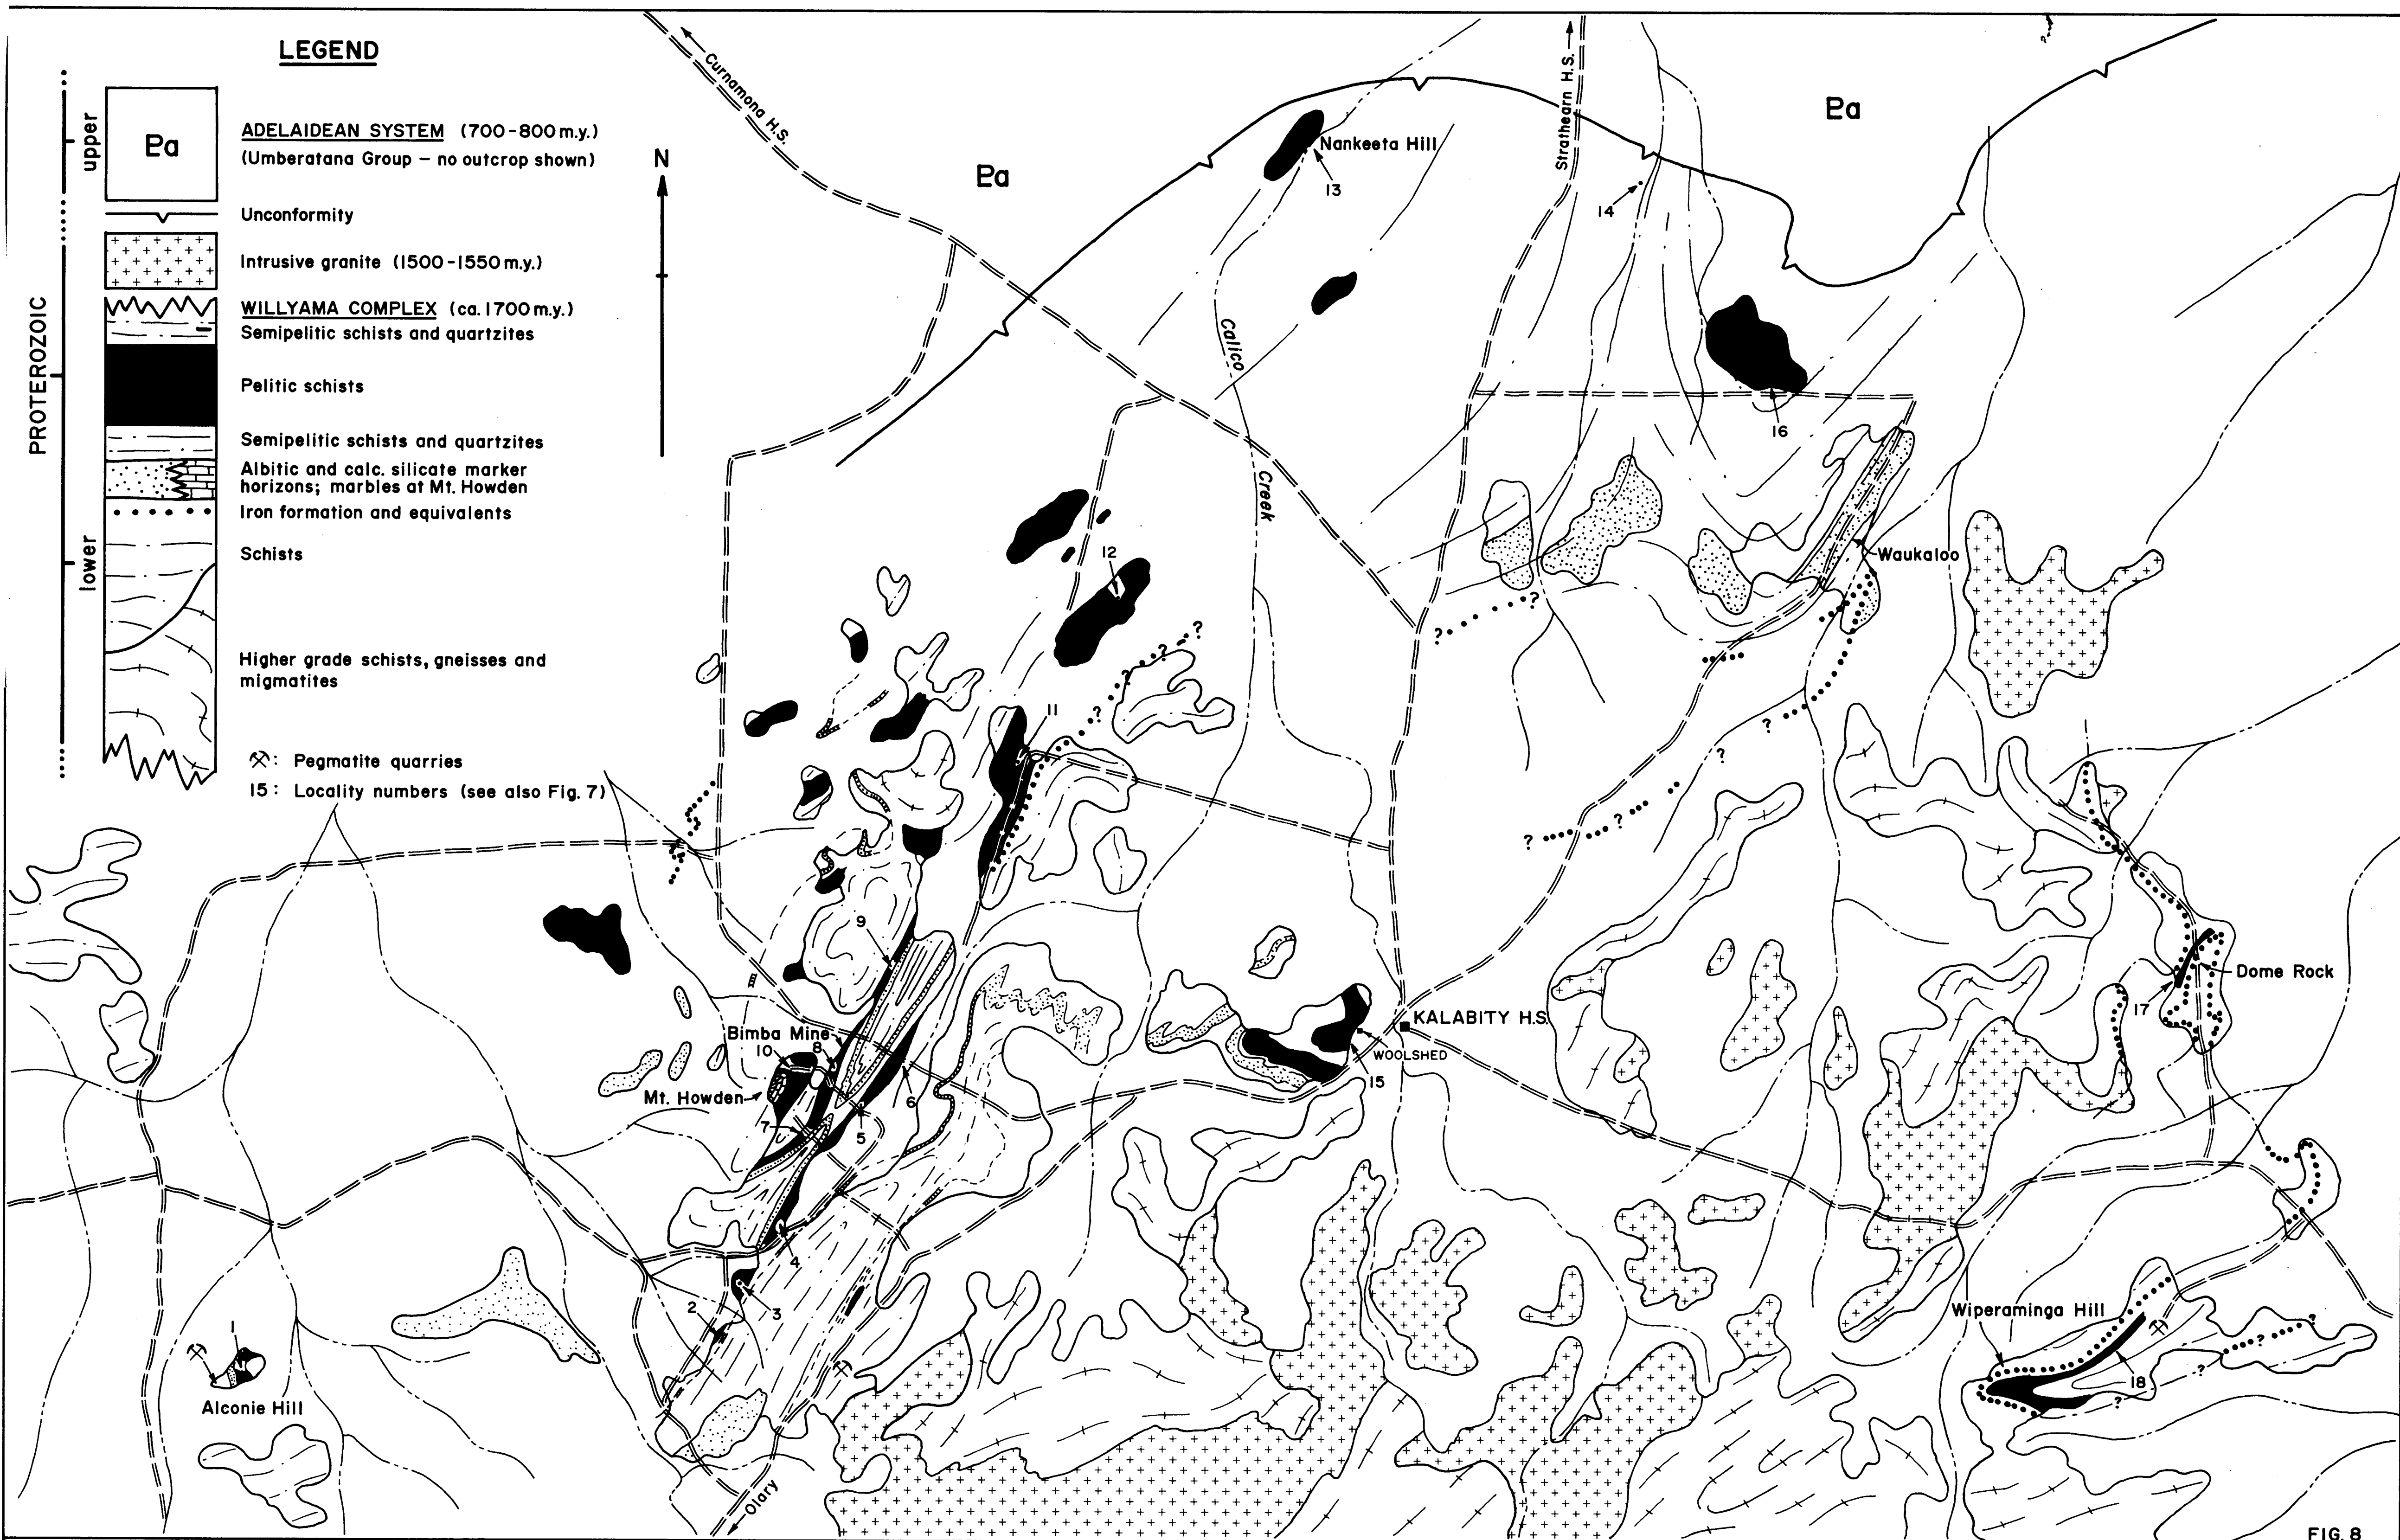 LEGEND
PROTEROZOIC
upper
lower
Ea
ADELAIDEAN SYSTEM (700-800 m.y.)
(Umberatana Group – no outcrop shown)
Unconformity
Intrusive granite (1500-1550 m.y.)
WILLYAMA COMPLEX (ca. 1700 m.y.)
Semipelitic schists and quartzites
Pelitic schists
Semipelitic schists and quartzites
Albitic and calc. silicate marker
horizons; marbles at Mt. Howden
Iron formation and equivalents
Schists
Higher grade schists, gneisses and
migmatites
: Pegmatite quarries
15: Locality numbers (see also Fig. 7)
N
Curnamona H.S.
Strathearn H.S.
Ea
Ea
Nankeeta Hill
13
14
Calico
Creek
16
12
Waukaloo
?
?
?
?
?
?
11
?
?
?
?
?
9
Dome Rock
17
Bimba Mine
10
8
KALABITY H.S.
WOOLSHED
15
Mt. Howden
6
5
7
4
3
2
1
Alconie Hill
Wiperaminga Hill
18
?
?
?
?
Olary
FIG. 8